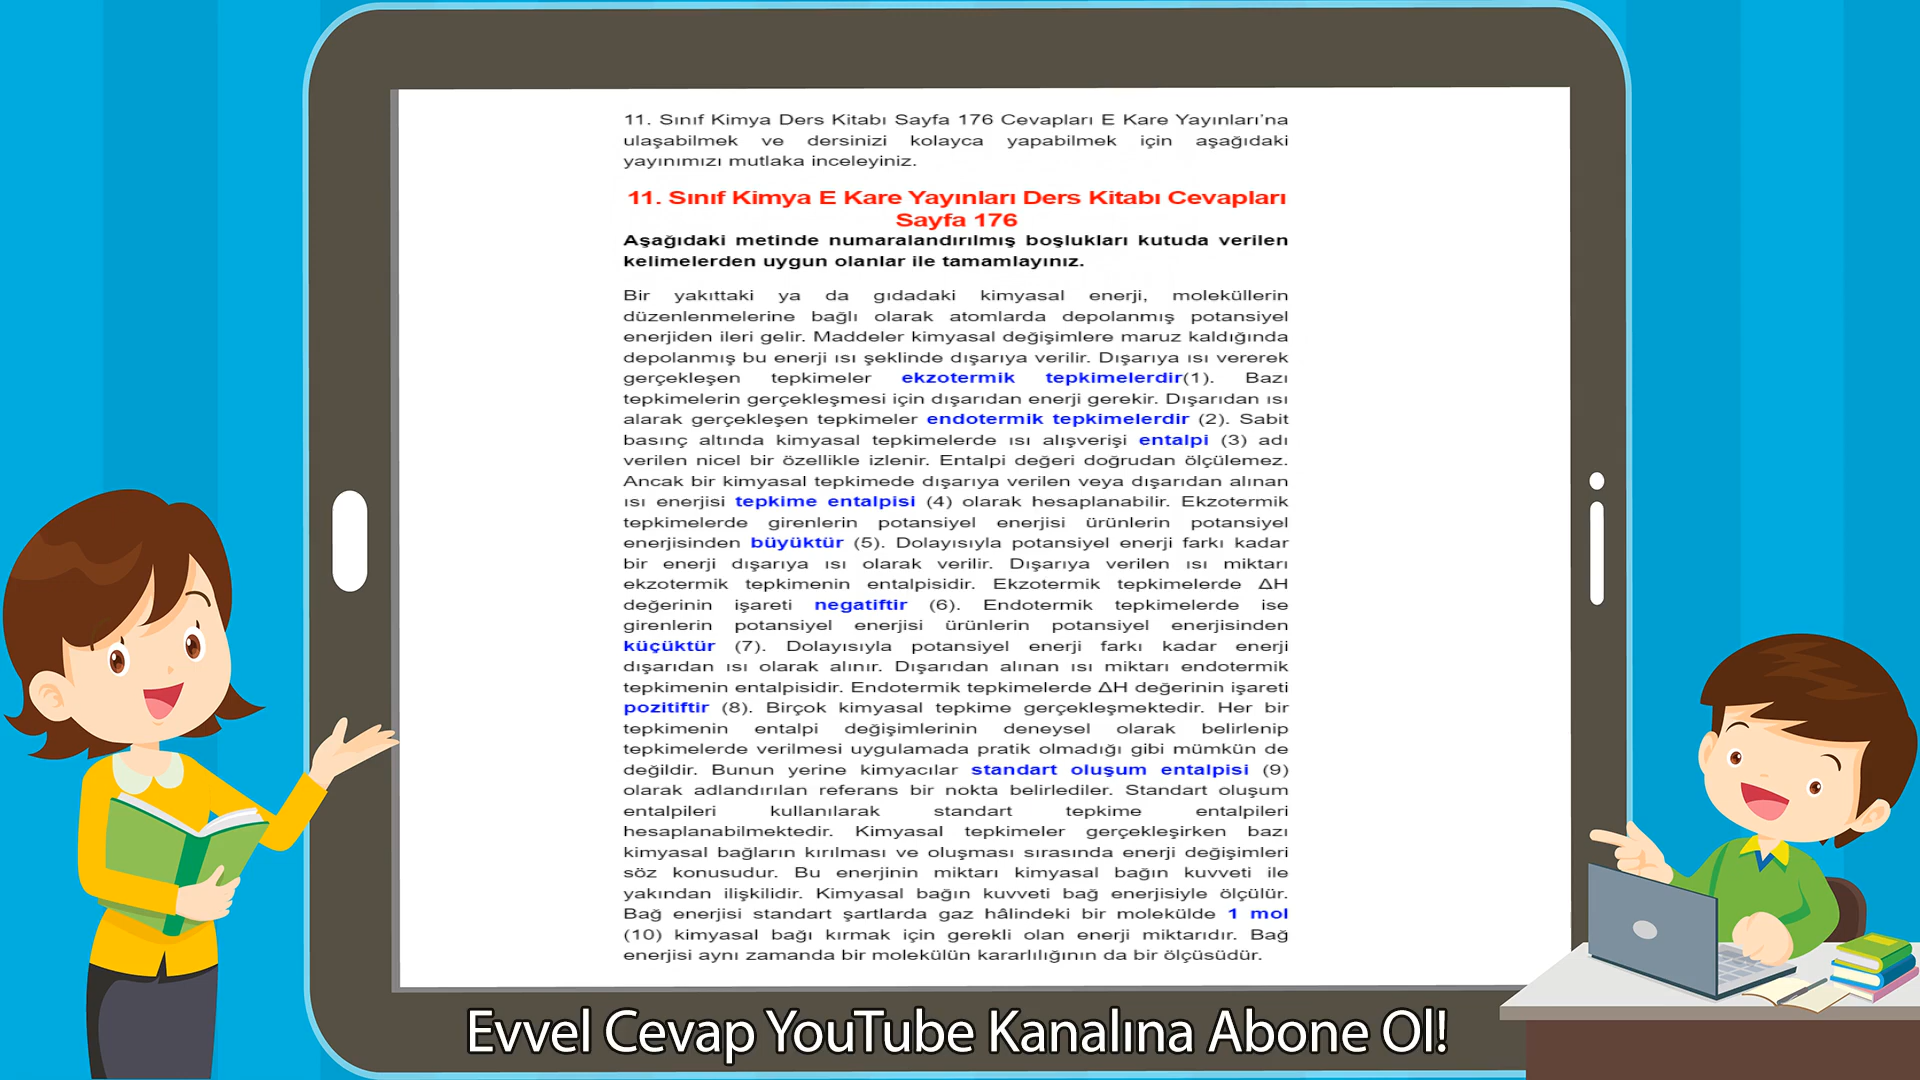 11. Sınıf Kimya Ders Kitabı Sayfa 176 Cevapları E Kare Yayınları'na
ulaşabilmek ve dersinizi kolayca yapabilmek için aşağıdaki
yayınımızı mutlaka inceleyiniz.
11. Sınıf Kimya E Kare Yayınları Ders Kitabı Cevapları
Sayfa 176
Aşağıdaki metinde numaralandırılmış boşlukları kutuda verilen
kelimelerden uygun olanlar ile tamamlayınız.
Bir yakıttaki ya da gıdadaki kimyasal enerji, moleküllerin
düzenlenmelerine bağlı olarak atomlarda depolanmış potansiyel
enerjiden ileri gelir. Maddeler kimyasal değişimlere maruz kaldığında
depolanmış bu enerji ısı şeklinde dışarıya verilir. Dışarıya ısı vererek
gerçekleşen tepkimeler ekzotermik tepkimelerdir(1). Bazı
tepkimelerin gerçekleşmesi için dışarıdan enerji gerekir. Dışarıdan ısı
alarak gerçekleşen tepkimeler endotermik tepkimelerdir (2). Sabit
basınç altında kimyasal tepkimelerde ısı alışverişi entalpi (3) adı
verilen nicel bir özellikle izlenir. Entalpi değeri doğrudan ölçülemez.
Ancak bir kimyasal tepkimede dışarıya verilen veya dışarıdan alınan
ısı enerjisi tepkime entalpisi (4) olarak hesaplanabilir. Ekzotermik
tepkimelerde girenlerin potansiyel enerjisi ürünlerin potansiyel
enerjisinden büyüktür (5). Dolayısıyla potansiyel enerji farkı kadar
bir enerji dışarıya ısı olarak verilir. Dışarıya verilen ısı miktarı
ekzotermik tepkimenin entalpisidir. Ekzotermik tepkimelerde ΔH
değerinin işareti negatiftir (6). Endotermik tepkimelerde ise
girenlerin potansiyel enerjisi ürünlerin potansiyel enerjisinden
küçüktür (7). Dolayısıyla potansiyel enerji farkı kadar enerji
dışarıdan ısı olarak alınır. Dışarıdan alınan ısı miktarı endotermik
tepkimenin entalpisidir. Endotermik tepkimelerde ΔH değerinin işareti
pozitiftir (8). Birçok kimyasal tepkime gerçekleşmektedir. Her bir
tepkimenin entalpi değişimlerinin deneysel olarak belirlenip
tepkimelerde verilmesi uygulamada pratik olmadığı gibi mümkün de
değildir. Bunun yerine kimyacılar standart oluşum entalpisi (9)
olarak adlandırılan referans bir nokta belirlediler. Standart oluşum
entalpileri kullanılarak standart tepkime entalpileri
hesaplanabilmektedir. Kimyasal tepkimeler gerçekleşirken bazı
kimyasal bağların kırılması ve oluşması sırasında enerji değişimleri
söz konusudur. Bu enerjinin miktarı kimyasal bağın kuvveti ile
yakından ilişkilidir. Kimyasal bağın kuvveti bağ enerjisiyle ölçülür.
Bağ enerjisi standart şartlarda gaz hâlindeki bir molekülde 1 mol
(10) kimyasal bağı kırmak için gerekli olan enerji miktarıdır. Bağ
enerjisi aynı zamanda bir molekülün kararlılığının da bir ölçüsüdür.
Evvel Cevap YouTube Kanalına Abone Ol!